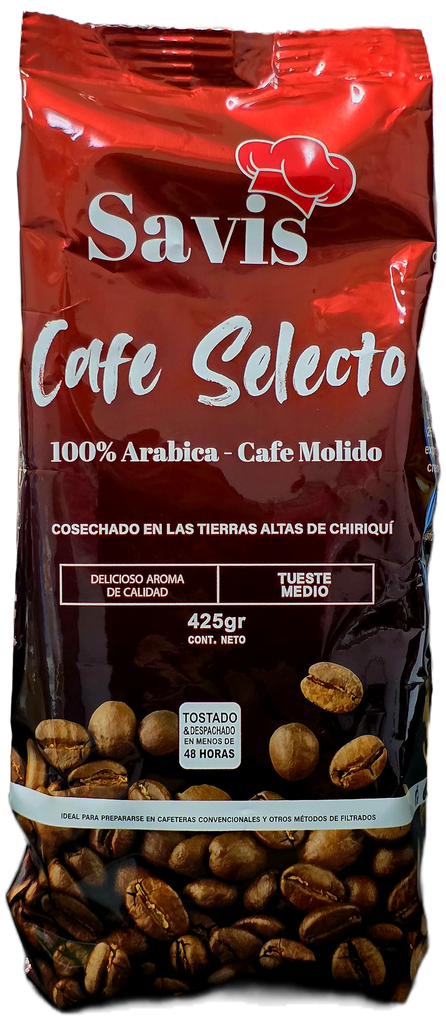 Savis
Cafe Selecto
100% Arabica - Cafe Molido
COSECHADO EN LAS TIERRAS ALTAS DE CHIRIQUÍ
DELICIOSO AROMA
DE CALIDAD
TUESTE
MEDIO
425gr
CONT. NETO
TOSTADO
& DESPACHADO
EN MENOS DE
48 HORAS
IDEAL PARA PREPARARSE EN CAFETERAS CONVENCIONALES Y OTROS MÉTODOS DE FILTRADOS